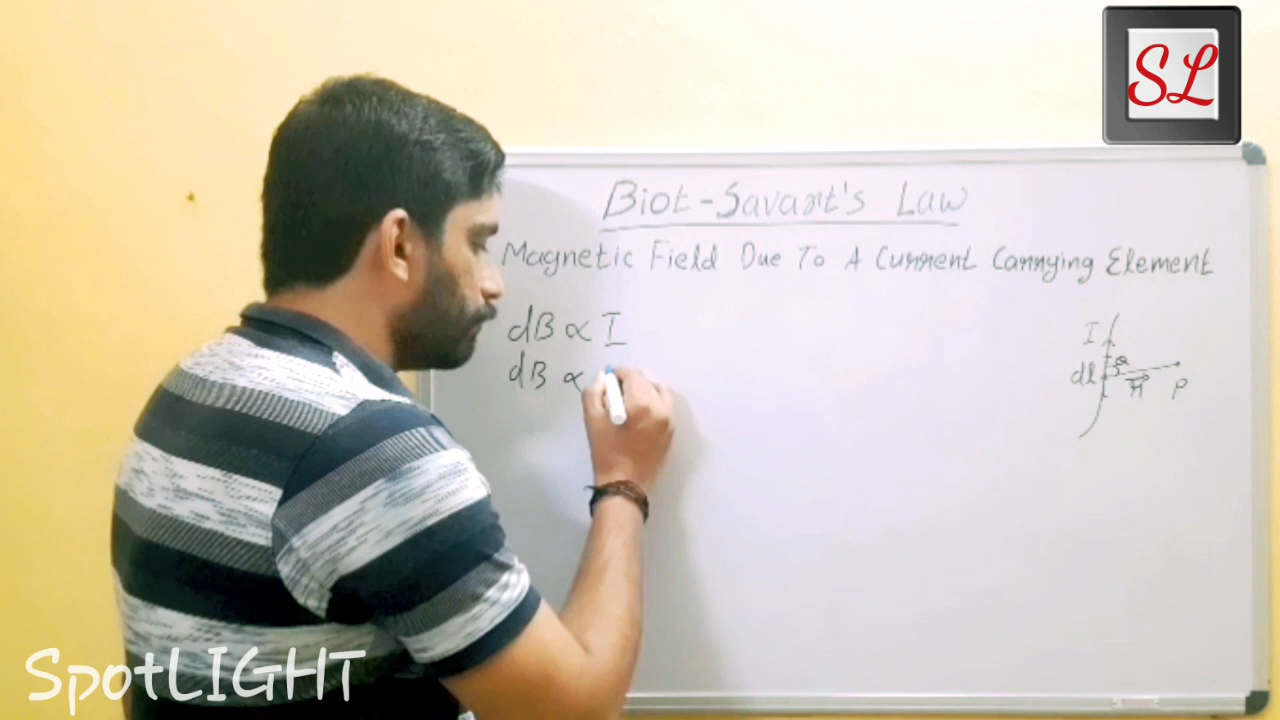 SL
Biot-Savart's Law
Magnetic Field Due To A Current Carrying Element
dB ∝ I
dB ∝
I
dl
P
SpotLIGHT